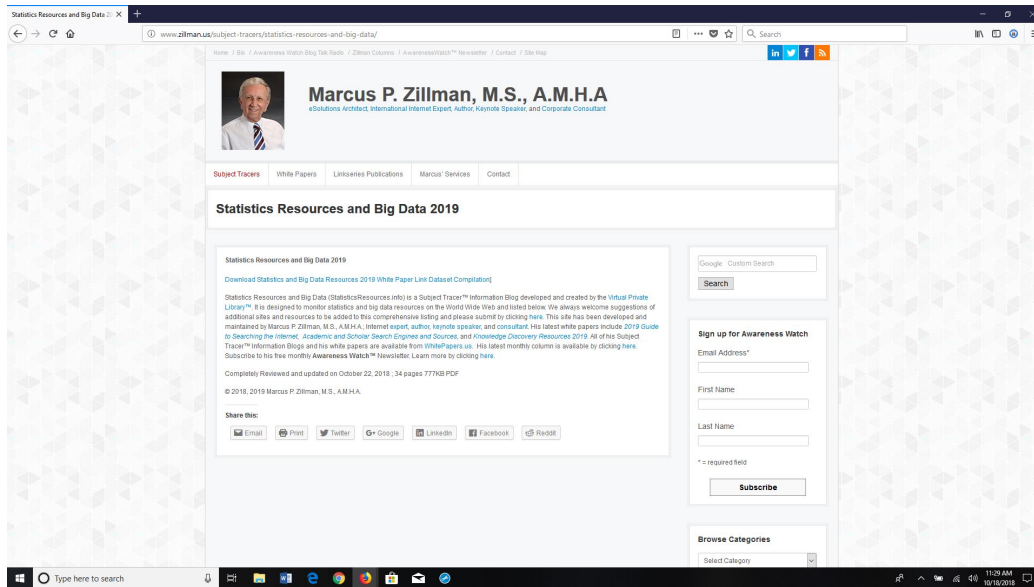 Statistics Resources and Big Data 20
www.zillman.us/subject-tracers/statistics-resources-and-big-data/
Search
Home / Bio / Awareness Watch Blog Talk Radio / Zillman Columns / AwarenessWatch™ Newsletter / Contact / Site Map
Marcus P. Zillman, M.S., A.M.H.A
eSolutions Architect, International Internet Expert, Author, Keynote Speaker, and Corporate Consultant
Subject Tracers
White Papers
Linkseries Publications
Marcus' Services
Contact
Statistics Resources and Big Data 2019
Statistics Resources and Big Data 2019
Download Statistics and Big Data Resources 2019 White Paper Link Dataset Compilation]
Statistics Resources and Big Data (StatisticsResources.info) is a Subject Tracer™ Information Blog developed and created by the Virtual Private
Library™. It is designed to monitor statistics and big data resources on the World Wide Web and listed below. We always welcome suggestions of
additional sites and resources to be added to this comprehensive listing and please submit by clicking here. This site has been developed and
maintained by Marcus P. Zillman, M.S., A.M.H.A.; Internet expert, author, keynote speaker, and consultant. His latest white papers include 2019 Guide
to Searching the Internet, Academic and Scholar Search Engines and Sources, and Knowledge Discovery Resources 2019. All of his Subject
Tracer™ Information Blogs and his white papers are available from WhitePapers.us. His latest monthly column is available by clicking here.
Subscribe to his free monthly Awareness Watch™ Newsletter. Learn more by clicking here.
Completely Reviewed and updated on October 22, 2018 ; 34 pages 777KB PDF
© 2018, 2019 Marcus P. Zillman, M.S., A.M.H.A.
Share this:
Email
Print
Twitter
G+ Google
LinkedIn
Facebook
Reddit
Google Custom Search
Search
Sign up for Awareness Watch
Email Address*
First Name
Last Name
* = required field
Subscribe
Browse Categories
Select Category
Type here to search
11:29 AM
10/18/2018